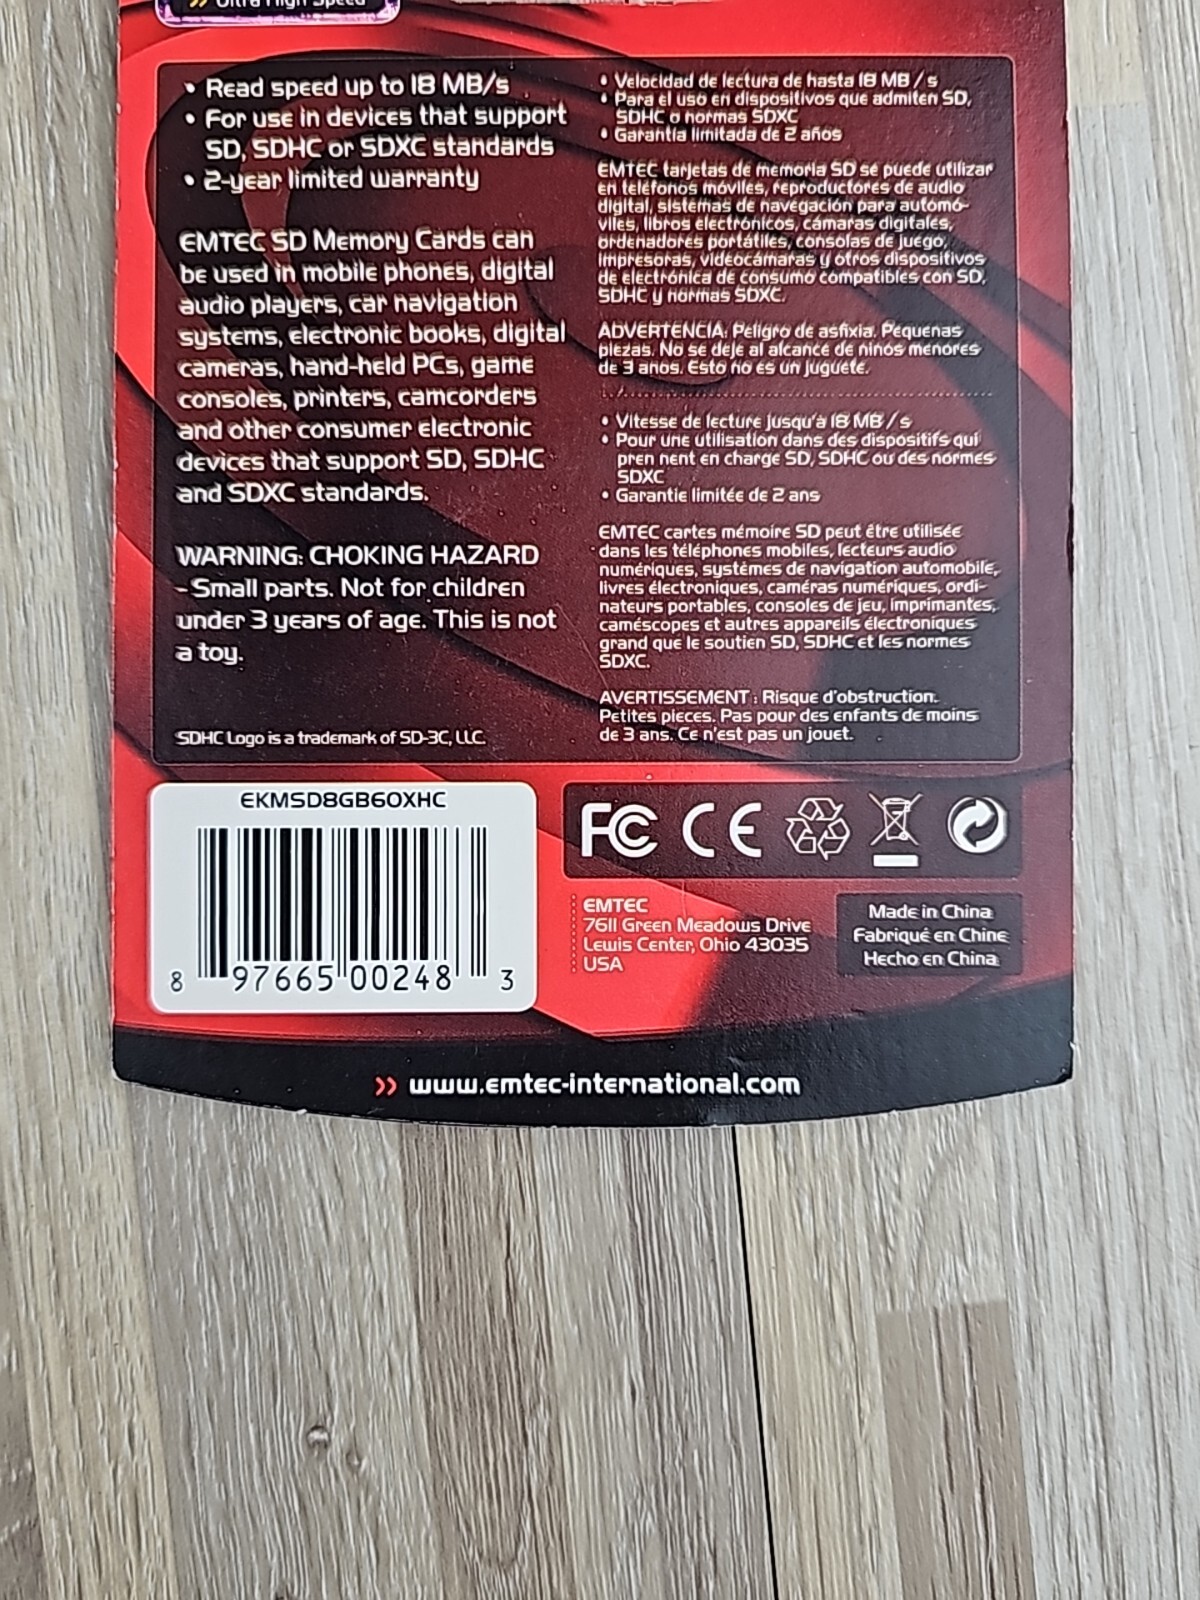 » Ultra High Speed
• Read speed up to 18 MB/s
• For use in devices that support
SD, SDHC or SDXC standards
• 2-year limited warranty
EMTEC SD Memory Cards can
be used in mobile phones, digital
audio players, car navigation
systems, electronic books, digital
cameras, hand-held PCs, game
consoles, printers, camcorders
and other consumer electronic
devices that support SD, SDHC
and SDXC standards.
WARNING: CHOKING HAZARD
- Small parts. Not for children
under 3 years of age. This is not
a toy.
SDHC Logo is a trademark of SD-3C, LLC.
• Velocidad de lectura de hasta 18 MB / s
• Para el uso en dispositivos que admiten SD,
SDHC o normas SDXC
• Garantía limitada de 2 años
EMTEC tarjetas de memoria SD se puede utilizar
en teléfonos móviles, reproductores de audio
digital, sistemas de navegación para automó-
viles, libros electrónicos, cámaras digitales,
ordenadores portátiles, consolas de juego,
impresoras, videocámaras y otros dispositivos
de electrónica de consumo compatibles con SD,
SDHC y normas SDXC.
ADVERTENCIA: Peligro de asfixia. Pequenas
piezas. No se deje al alcance de ninos menores
de 3 anos. Esto no es un juguete.
• Vitesse de lecture jusqu'à 18 MB / s
• Pour une utilisation dans des dispositifs qui
pren nent en charge SD, SDHC ou des normes
SDXC
• Garantie limitée de 2 ans
EMTEC cartes mémoire SD peut être utilisée
dans les téléphones mobiles, lecteurs audio
numériques, systèmes de navigation automobile,
livres électroniques, caméras numériques, ordi-
nateurs portables, consoles de jeu, imprimantes,
caméscopes et autres appareils électroniques
grand que le soutien SD, SDHC et les normes
SDXC.
AVERTISSEMENT : Risque d'obstruction.
Petites pieces. Pas pour des enfants de moins
de 3 ans. Ce n'est pas un jouet.
EKMSD8GB60XHC
8 97665 00248 3
FC CE
EMTEC
7611 Green Meadows Drive
Lewis Center, Ohio 43035
USA
Made in China
Fabriqué en Chine
Hecho en China
» www.emtec-international.com